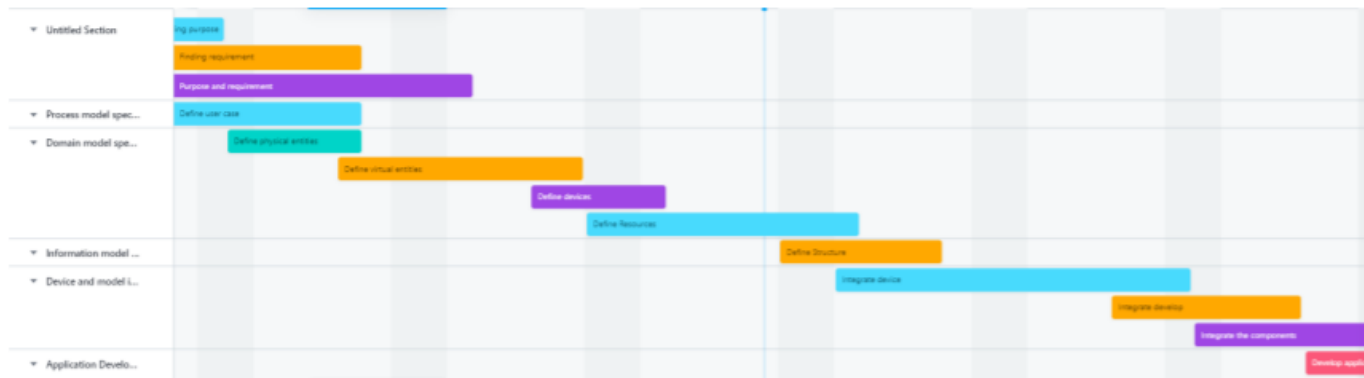 Untitled Section
ng purpose
Finding requirement
Purpose and requirement
Process model spec...
Define user case
Domain model spe...
Define physical entities
Define virtual entities
Define devices
Define Resources
Information model ...
Define Structure
Device and model i...
Integrate device
Integrate develop
Integrate the components
Application Develo...
Develop appli